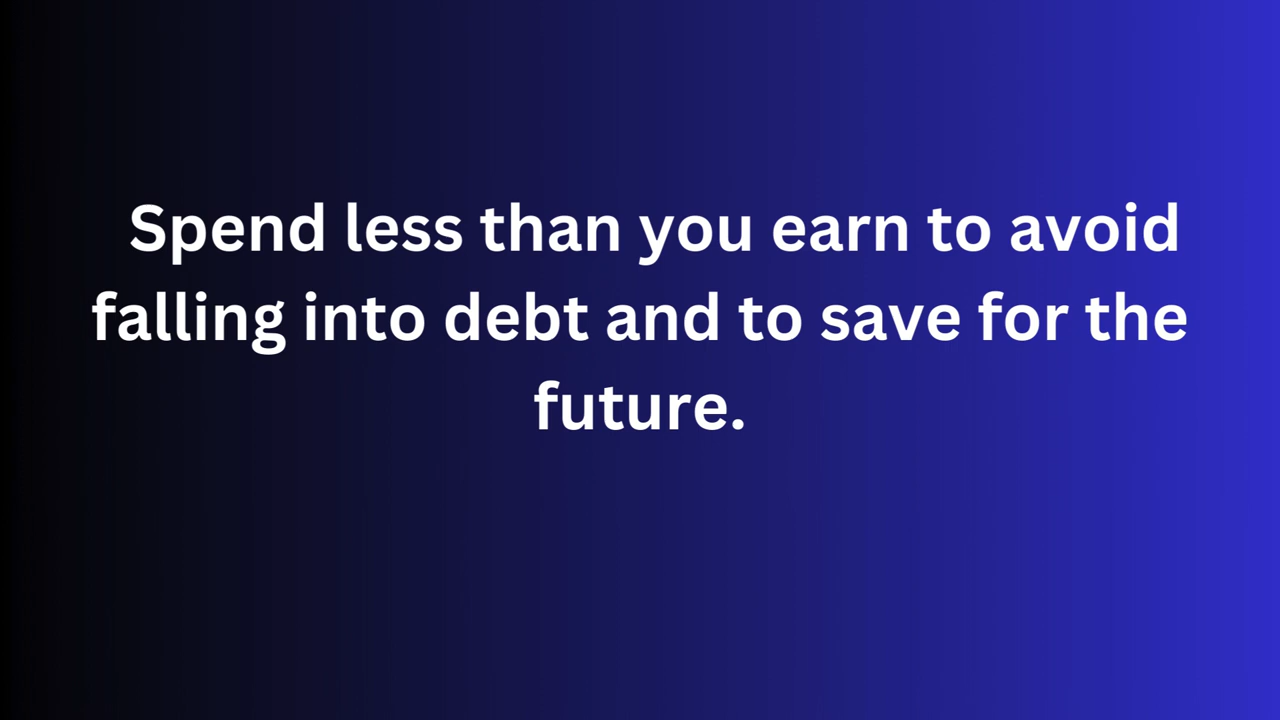 Spend less than you earn to avoid
falling into debt and to save for the
future.